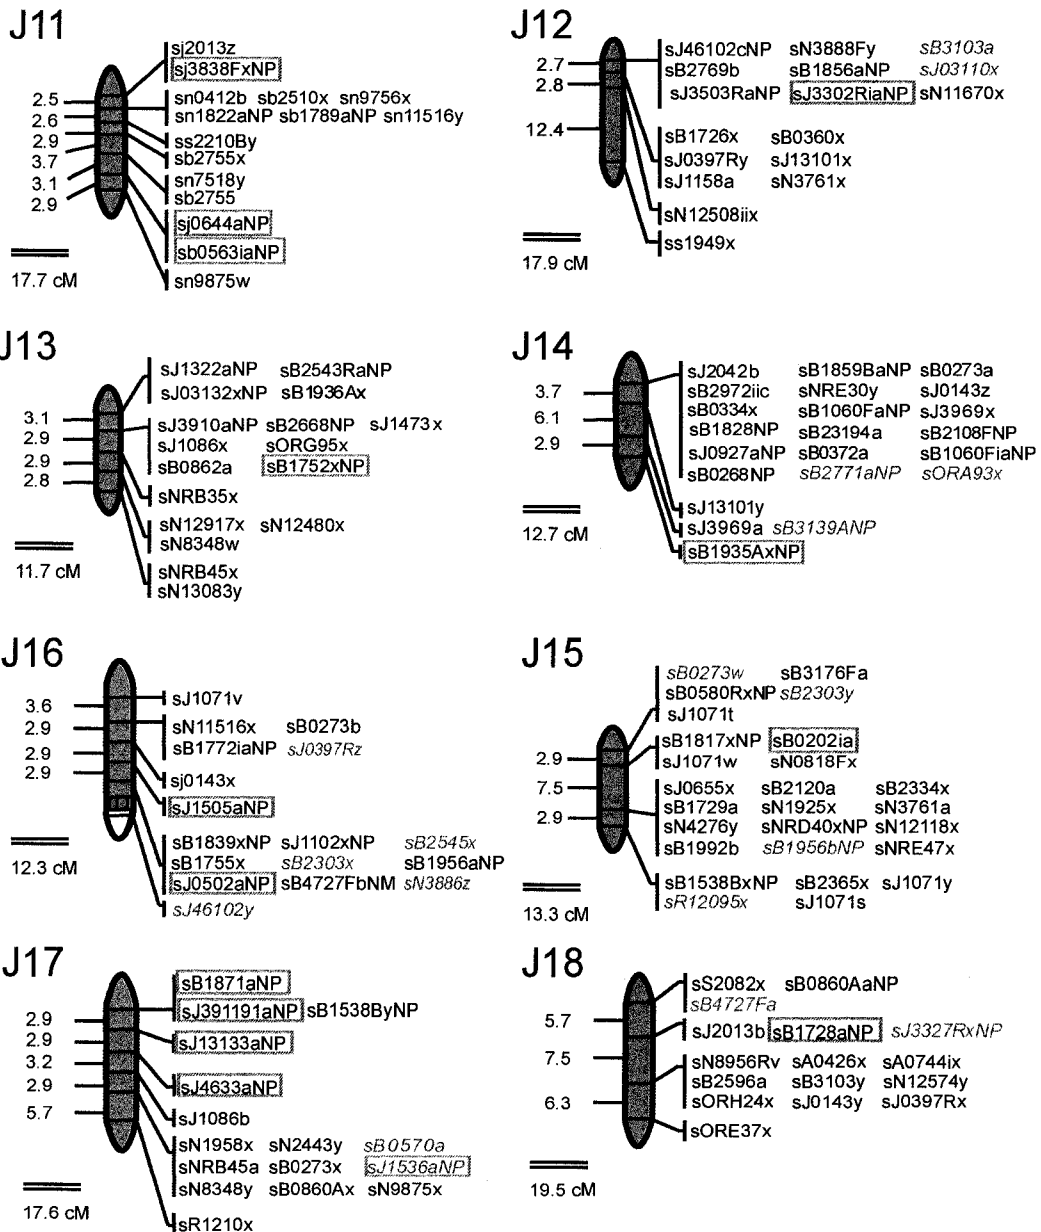 J11
sj2013z
sj3838FxNP
2.5
2.6
2.9
3.7
3.1
2.9
sn0412b sb2510x sn9756x
sn1822aNP sb1789aNP sn11516y
ss2210By
sb2755x
sn7518y
sb2755
sj0644aNP
sb0563iaNP
sn9875w
17.7 cM
J12
2.7
2.8
12.4
sJ46102cNP sN3888Fy sB3103a
sB2769b sB1856aNP sJ03110x
sJ3503RaNP sJ3302RiaNP sN11670x
sB1726x sB0360x
sJ0397Ry sJ13101x
sJ1158a sN3761x
sN12508iix
ss1949x
17.9 cM
J13
3.1
2.9
2.9
2.8
sJ1322aNP sB2543RaNP
sJ03132xNP sB1936Ax
sJ3910aNP sB2668NP sJ1473x
sJ1086x sORG95x
sB0862a sB1752xNP
sNRB35x
sN12917x sN12480x
sN8348w
sNRB45x
sN13083y
11.7 cM
J14
3.7
6.1
2.9
sJ2042b sB1859BaNP sB0273a
sB2972iic sNRE30y sJ0143z
sB0334x sB1060FaNP sJ3969x
sB1828NP sB23194a sB2108FNP
sJ0927aNP sB0372a sB1060FiaNP
sB0268NP sB2771aNP sORA93x
sJ13101y
sJ3969a sB3139ANP
sB1935AxNP
12.7 cM
J16
3.6
2.9
2.9
2.9
sJ1071v
sN11516x sB0273b
sB1772iaNP sJ0397Rz
sj0143x
sJ1505aNP
sB1839xNP sJ1102xNP sB2545x
sB1755x sB2303x sB1956aNP
sJ0502aNP sB4727FbNM sN3886z
sJ46102y
12.3 cM
J15
2.9
7.5
2.9
sB0273w sB3176Fa
sB0580RxNP sB2303y
sJ1071t
sB1817xNP sB0202ia
sJ1071w sN0818Fx
sJ0655x sB2120a sB2334x
sB1729a sN1925x sN3761a
sN4276y sNRD40xNP sN12118x
sB1992b sB1956bNP sNRE47x
sB1538BxNP sB2365x sJ1071y
sR12095x sJ1071s
13.3 cM
J17
2.9
2.9
3.2
2.9
5.7
sB1871aNP
sJ391191aNP sB1538ByNP
sJ13133aNP
sJ4633aNP
sJ1086b
sN1958x sN2443y sB0570a
sNRB45a sB0273x sJ1536aNP
sN8348y sB0860Ax sN9875x
sR1210x
17.6 cM
J18
5.7
7.5
6.3
sS2082x sB0860AaNP
sB4727Fa
sJ2013b sB1728aNP sJ3327RxNP
sN8956Rv sA0426x sA0744ix
sB2596a sB3103y sN12574y
sORH24x sJ0143y sJ0397Rx
sORE37x
19.5 cM